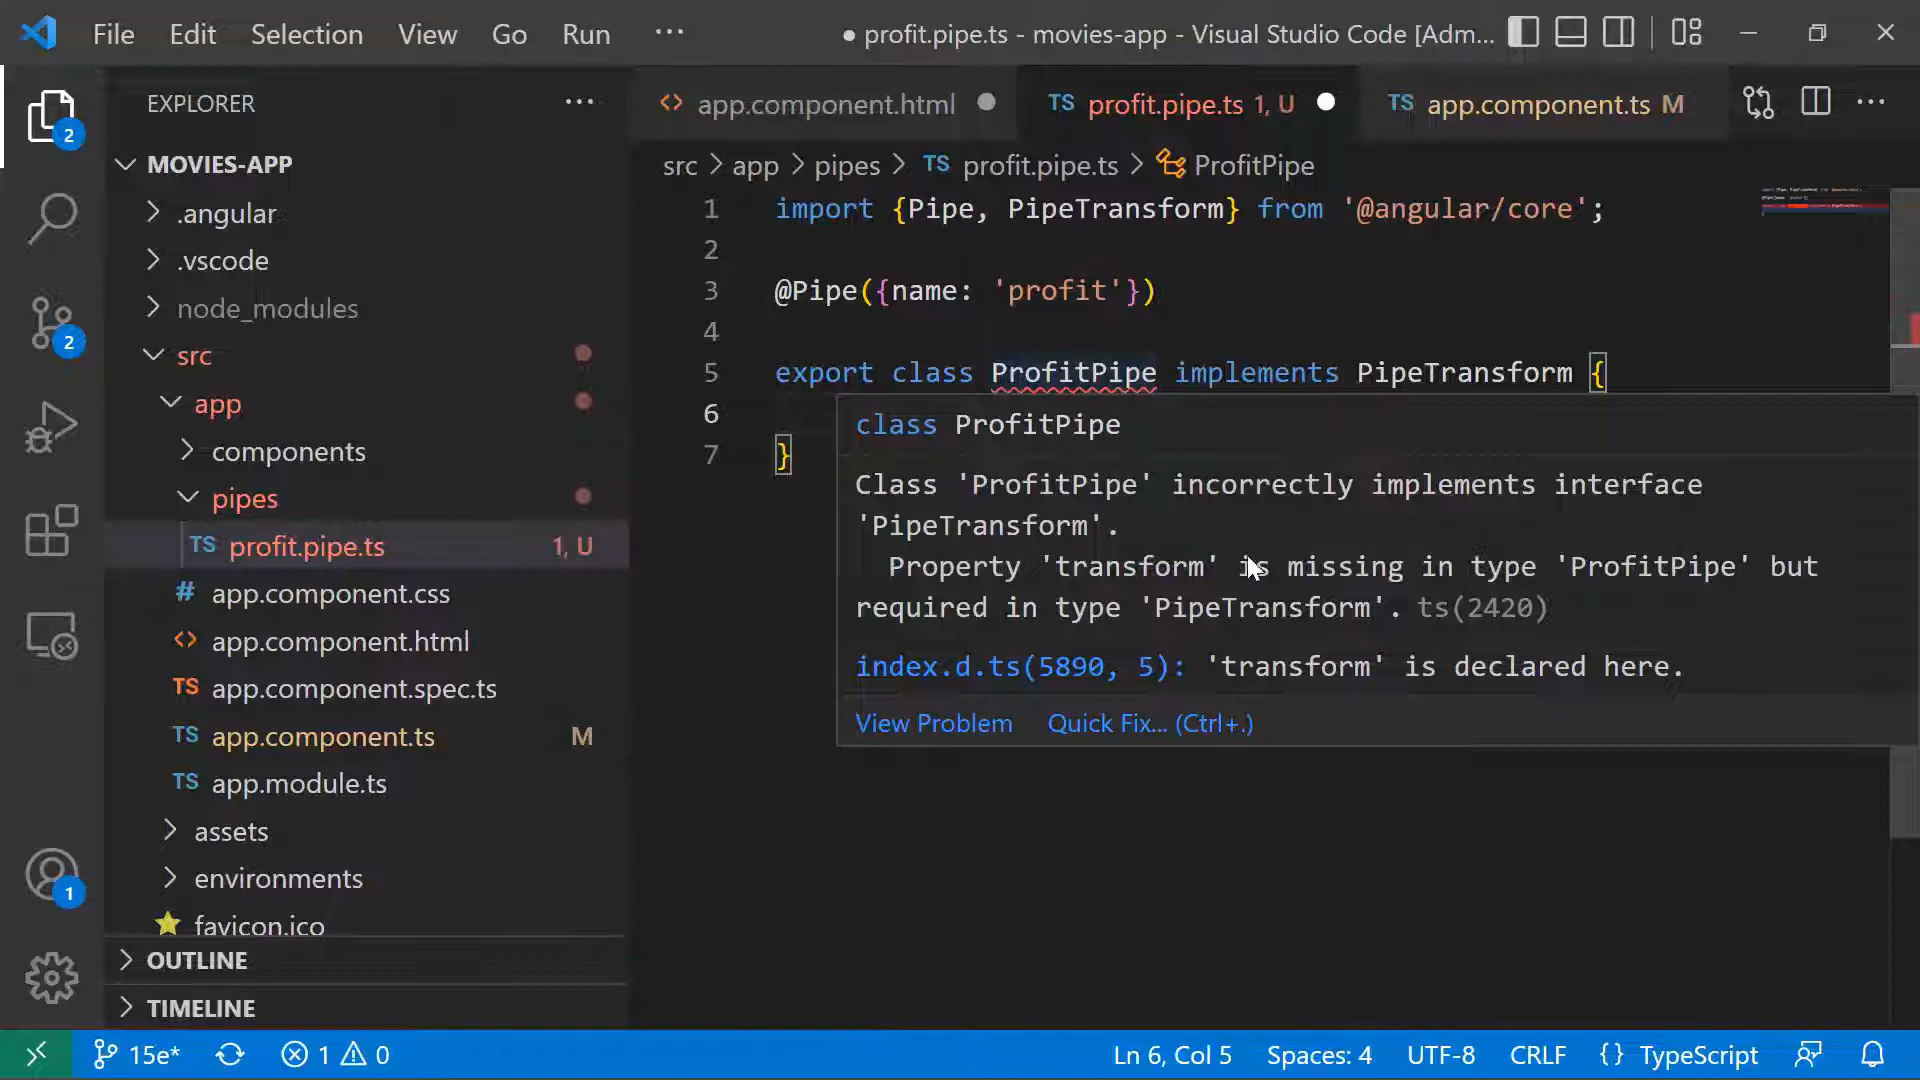 File Edit Selection View Go Run ··· ● profit.pipe.ts - movies-app - Visual Studio Code [Adm...
EXPLORER ···
<> app.component.html ● TS profit.pipe.ts 1, U ● TS app.component.ts M ···
src > app > pipes > TS profit.pipe.ts > ProfitPipe
2
MOVIES-APP
.angular
.vscode
node_modules
2
src
app
components
pipes
TS profit.pipe.ts 1, U
# app.component.css
<> app.component.html
TS app.component.spec.ts
TS app.component.ts M
TS app.module.ts
assets
1
environments
favicon.ico
OUTLINE
TIMELINE
1 import {Pipe, PipeTransform} from '@angular/core';
2
3 @Pipe({name: 'profit'})
4
5 export class ProfitPipe implements PipeTransform {
6
7 }
class ProfitPipe
Class 'ProfitPipe' incorrectly implements interface
'PipeTransform'.
Property 'transform' is missing in type 'ProfitPipe' but
required in type 'PipeTransform'. ts(2420)
index.d.ts(5890, 5): 'transform' is declared here.
View Problem Quick Fix... (Ctrl+.)
15e* 1 0 Ln 6, Col 5 Spaces: 4 UTF-8 CRLF {} TypeScript